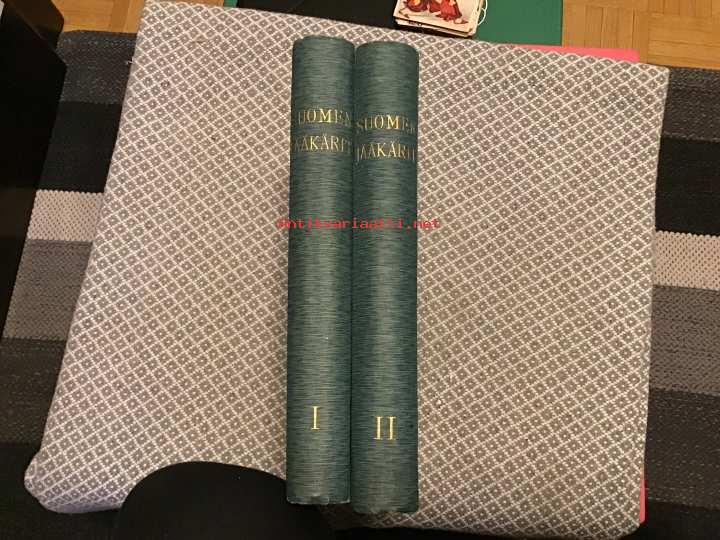 SUOMEN
JÄÄKÄRIT
I
SUOMEN
JÄÄKÄRIT
II
antikvariaatti.net